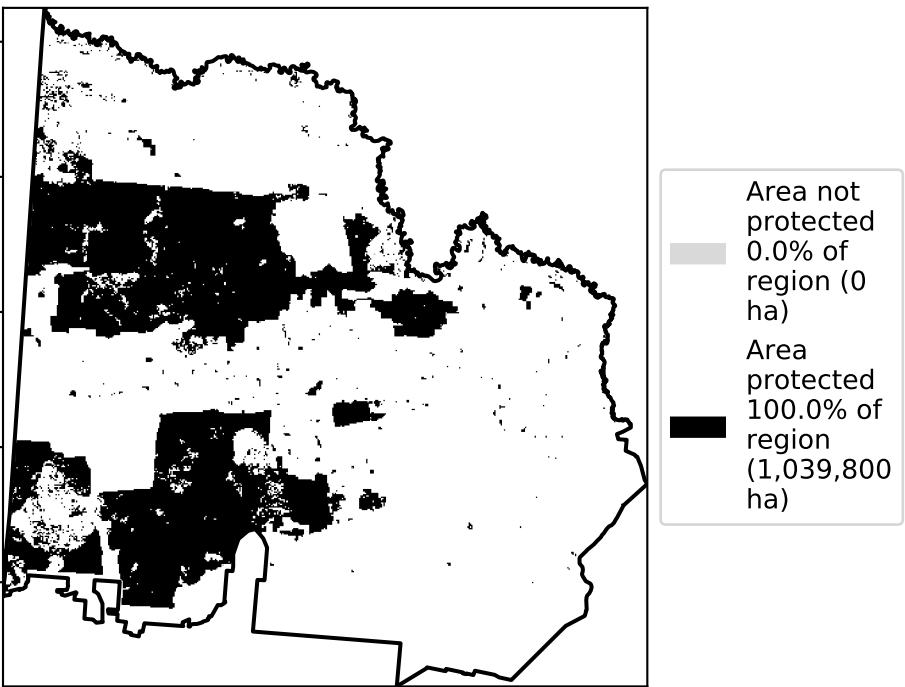 Area not
protected
0.0% of
region (0
ha)
Area
protected
100.0% of
region
(1,039,800
ha)